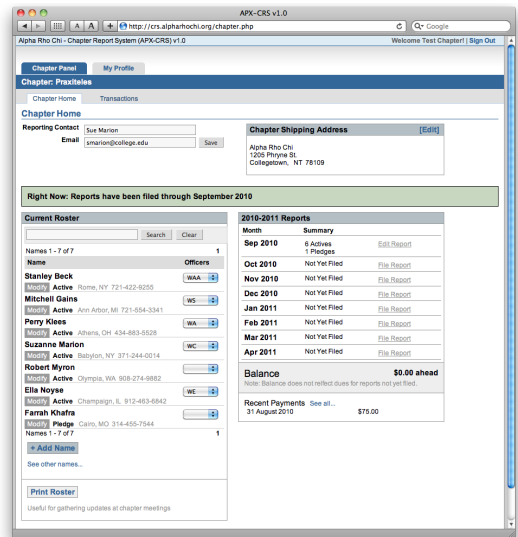 APX-CRS v1.0
A A + http://crs.alpharhochi.org/chapter.php Google
Alpha Rho Chi - Chapter Report System (APX-CRS) v1.0 Welcome Test Chapter! | Sign Out
Chapter Panel My Profile
Chapter: Praxiteles
Chapter Home Transactions
Chapter Home
Reporting Contact Sue Marion
Email smarion@college.edu Save
Chapter Shipping Address [Edit]
Alpha Rho Chi
1205 Phryne St.
Collegetown, NT 78109
Right Now: Reports have been filed through September 2010
Current Roster
Search Clear
Names 1 - 7 of 7 1
Name Officers
Stanley Beck WAA
Modify Active Rome, NY 721-422-9255
Mitchell Gains WS
Modify Active Ann Arbor, MI 721-554-3341
Perry Klees WA
Modify Active Athens, OH 434-883-5528
Suzanne Marion WC
Modify Active Babylon, NY 371-244-0014
Robert Myron
Modify Active Olympia, WA 908-274-9882
Ella Noyse WE
Modify Active Champaign, IL 912-463-6842
Farrah Khafra
Modify Pledge Cairo, MO 314-455-7544
Names 1 - 7 of 7 1
+ Add Name
See other names...
Print Roster
Useful for gathering updates at chapter meetings
2010-2011 Reports
Month Summary
Sep 2010 6 Actives Edit Report
1 Pledges
Oct 2010 Not Yet Filed File Report
Nov 2010 Not Yet Filed File Report
Dec 2010 Not Yet Filed File Report
Jan 2011 Not Yet Filed File Report
Feb 2011 Not Yet Filed File Report
Mar 2011 Not Yet Filed File Report
Apr 2011 Not Yet Filed File Report
Balance $0.00 ahead
Note: Balance does not relfect dues for reports not yet filed.
Recent Payments See all...
31 August 2010 $75.00